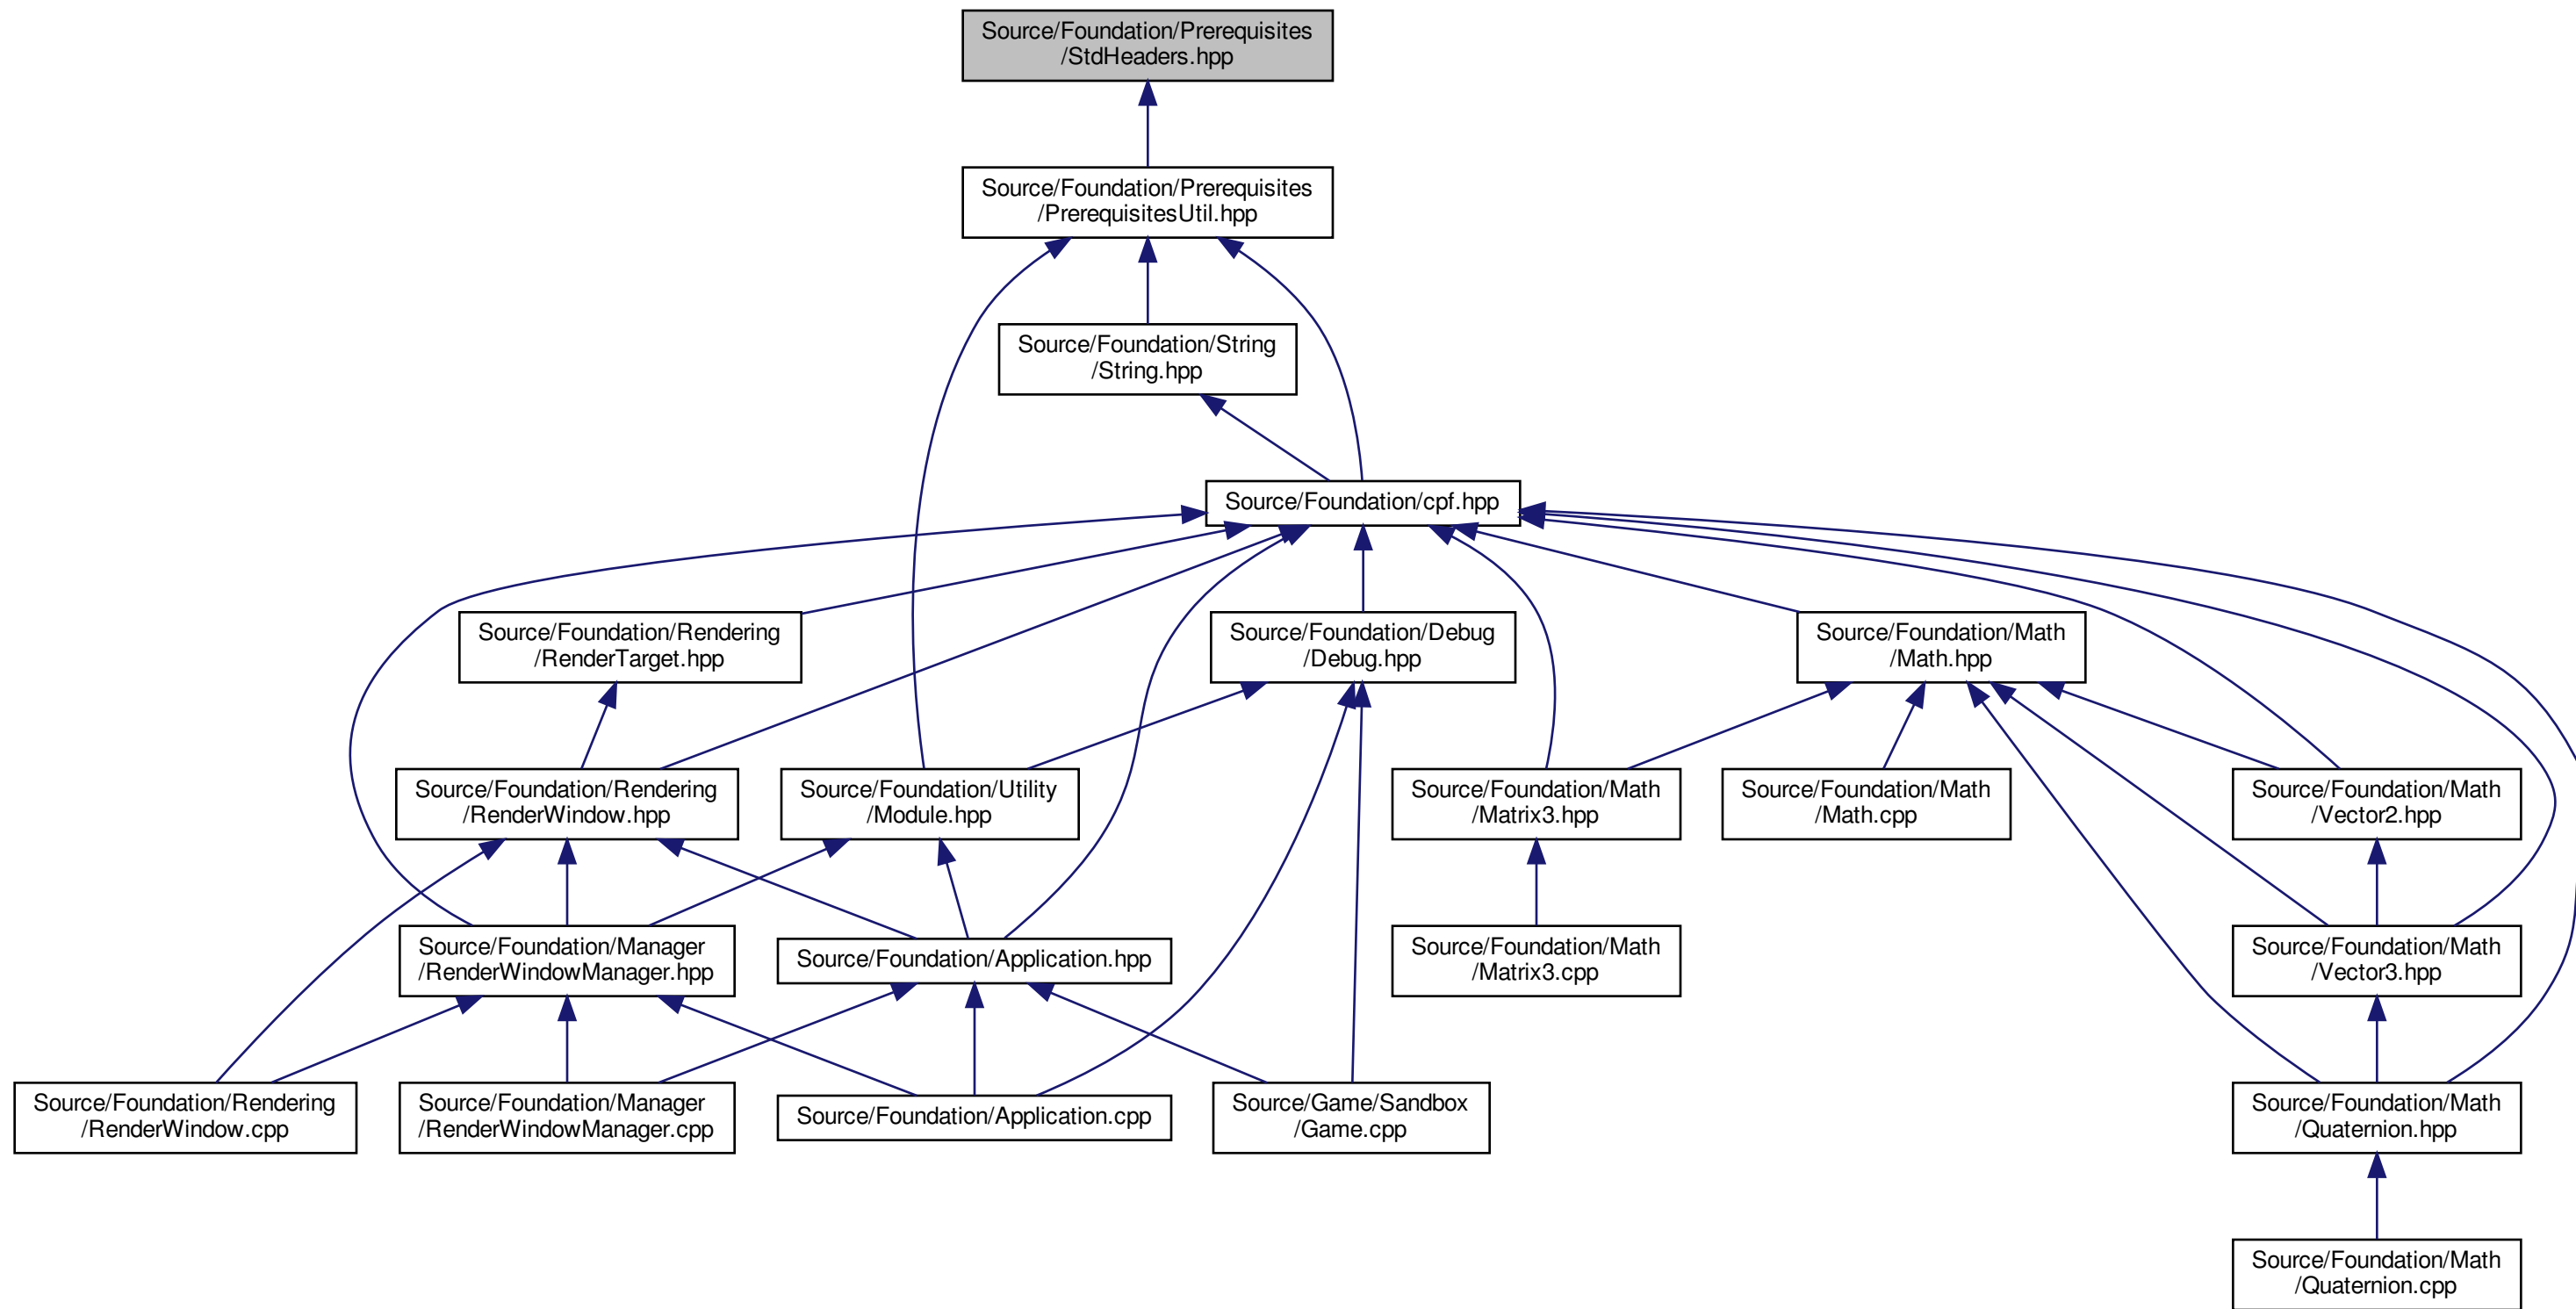 Source/Foundation/Prerequisites
/StdHeaders.hpp
Source/Foundation/Prerequisites
/PrerequisitesUtil.hpp
Source/Foundation/String
/String.hpp
Source/Foundation/cpf.hpp
Source/Foundation/Rendering
/RenderTarget.hpp
Source/Foundation/Debug
/Debug.hpp
Source/Foundation/Math
/Math.hpp
Source/Foundation/Rendering
/RenderWindow.hpp
Source/Foundation/Utility
/Module.hpp
Source/Foundation/Math
/Matrix3.hpp
Source/Foundation/Math
/Math.cpp
Source/Foundation/Math
/Vector2.hpp
Source/Foundation/Manager
/RenderWindowManager.hpp
Source/Foundation/Application.hpp
Source/Foundation/Math
/Matrix3.cpp
Source/Foundation/Math
/Vector3.hpp
Source/Foundation/Rendering
/RenderWindow.cpp
Source/Foundation/Manager
/RenderWindowManager.cpp
Source/Foundation/Application.cpp
Source/Game/Sandbox
/Game.cpp
Source/Foundation/Math
/Quaternion.hpp
Source/Foundation/Math
/Quaternion.cpp